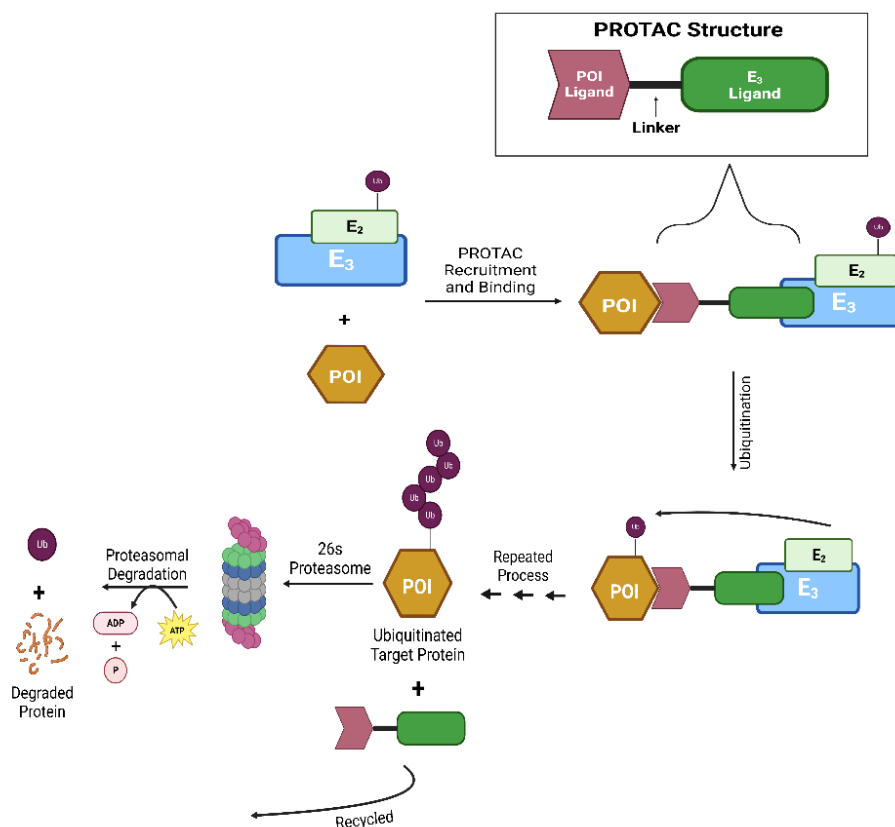 PROTAC Structure
POI
Ligand
E₃
Ligand
Linker
Ub
E₂
E₃
+
POI
PROTAC
Recruitment
and Binding
Ub
E₂
E₃
POI
Ubiquitination
Ub
E₂
E₃
POI
Repeated
Process
Ub
Ub
Ub
Ub
Ub
POI
Ubiquitinated
Target Protein
+
26s
Proteasome
Proteasomal
Degradation
ATP
ADP
+
P
Ub
+
Degraded
Protein
Recycled